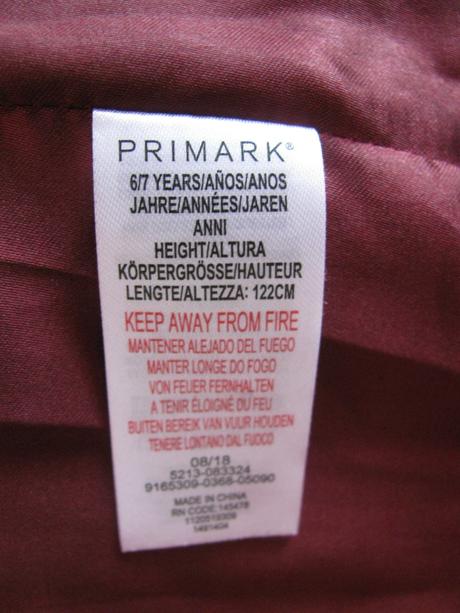 PRIMARK®
6/7 YEARS/AÑOS/ANOS
JAHRE/ANNÉES/JAREN
ANNI
HEIGHT/ALTURA
KÖRPERGRÖSSE/HAUTEUR
LENGTE/ALTEZZA: 122CM
KEEP AWAY FROM FIRE
MANTENER ALEJADO DEL FUEGO
MANTER LONGE DO FOGO
VON FEUER FERNHALTEN
A TENIR ÉLOIGNÉ DU FEU
BUITEN BEREIK VAN VUUR HOUDEN
TENERE LONTANO DAL FUOCO
08/18
5213-083324
9165309-0368-05090
MADE IN CHINA
RN CODE:145478
1120519309
1491404